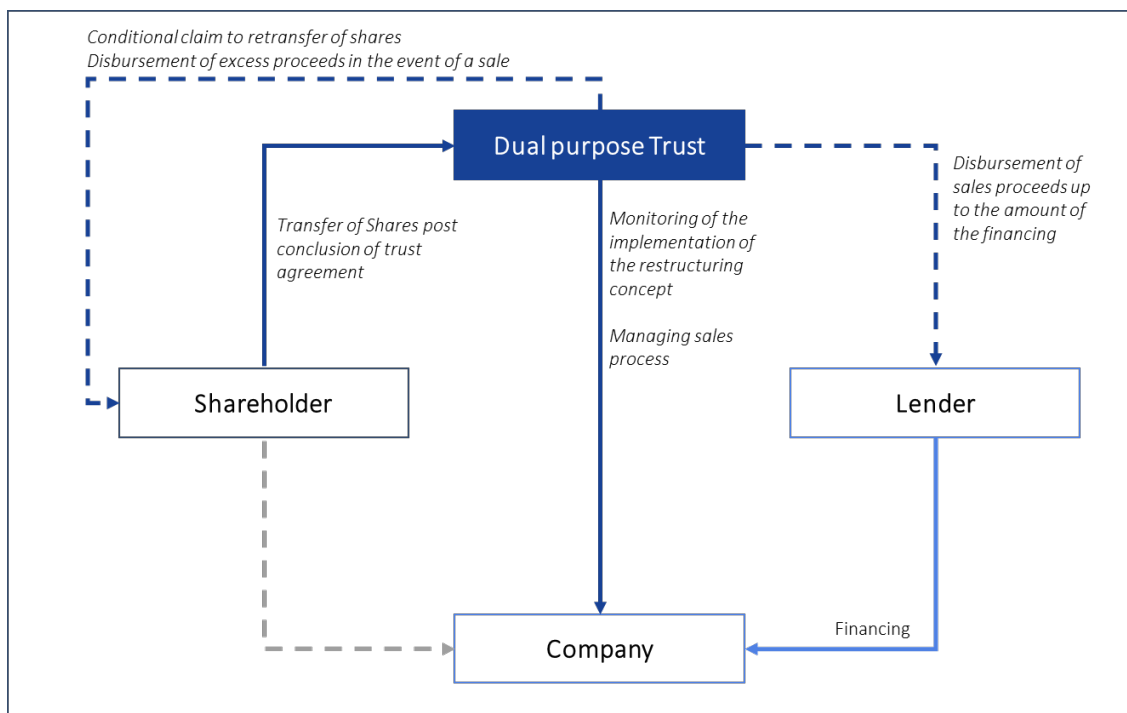 Conditional claim to retransfer of shares
Disbursement of excess proceeds in the event of a sale
Dual purpose Trust
Disbursement of
sales proceeds up
to the amount of
the financing
Transfer of Shares post
conclusion of trust
agreement
Monitoring of the
implementation of
the restructuring
concept
Managing sales
process
Shareholder
Lender
Financing
Company